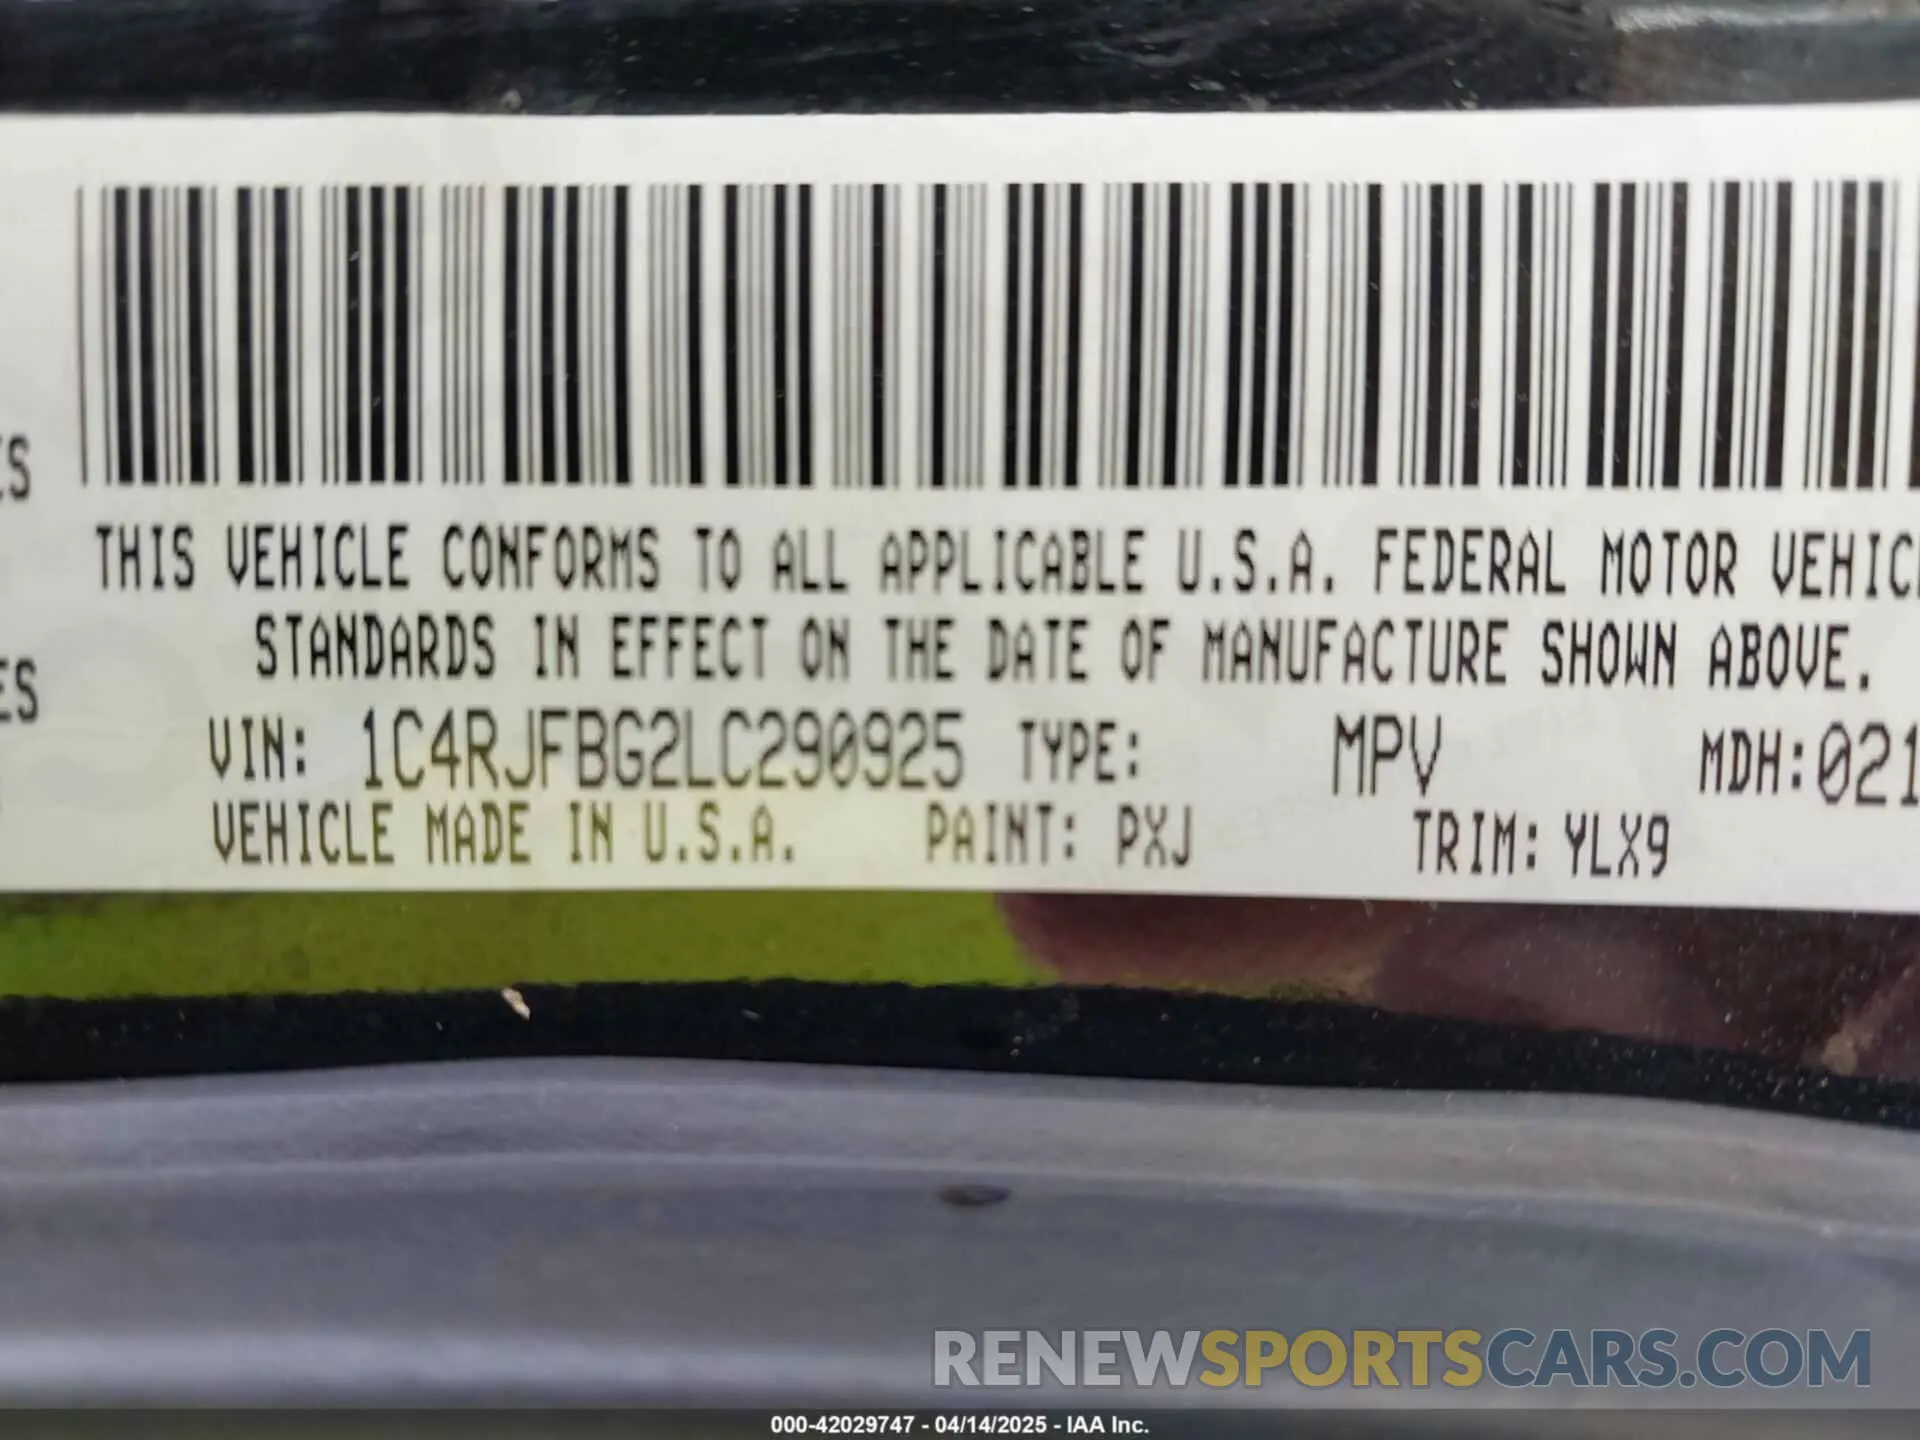 ES
THIS VEHICLE CONFORMS TO ALL APPLICABLE U.S.A. FEDERAL MOTOR VEHIC
STANDARDS IN EFFECT ON THE DATE OF MANUFACTURE SHOWN ABOVE.
ES
VIN: 1C4RJFBG2LC290925 TYPE: MPV MDH:021
VEHICLE MADE IN U.S.A. PAINT: PXJ TRIM: YLX9
RENEWSPORTSCARS.COM
000-42029747 - 04/14/2025 - IAA Inc.